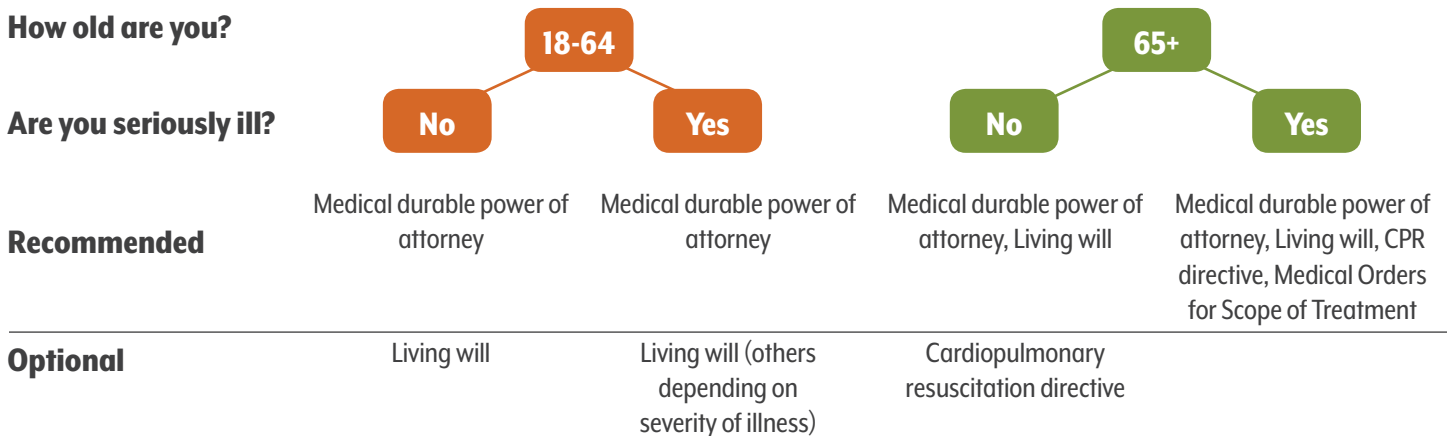 How old are you?
18-64
65+
Are you seriously ill?
No
Yes
No
Yes
Recommended
Medical durable power of
attorney
Medical durable power of
attorney
Medical durable power of
attorney, Living will
Medical durable power of
attorney, Living will, CPR
directive, Medical Orders
for Scope of Treatment
Optional
Living will
Living will (others
depending on
severity of illness)
Cardiopulmonary
resuscitation directive